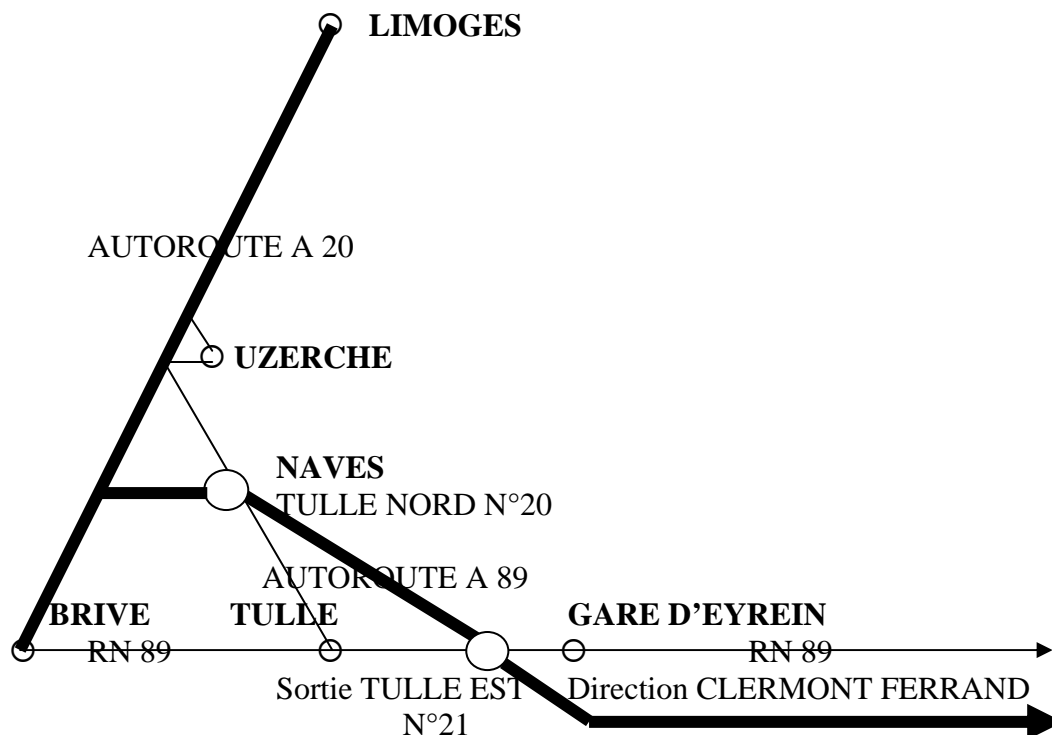 LIMOGES
AUTOROUTE A 20
UZERCHE
NAVES
TULLE NORD N°20
AUTOROUTE A 89
BRIVE TULLE GARE D'EYREIN
RN 89 RN 89
Sortie TULLE EST Direction CLERMONT FERRAND
N°21